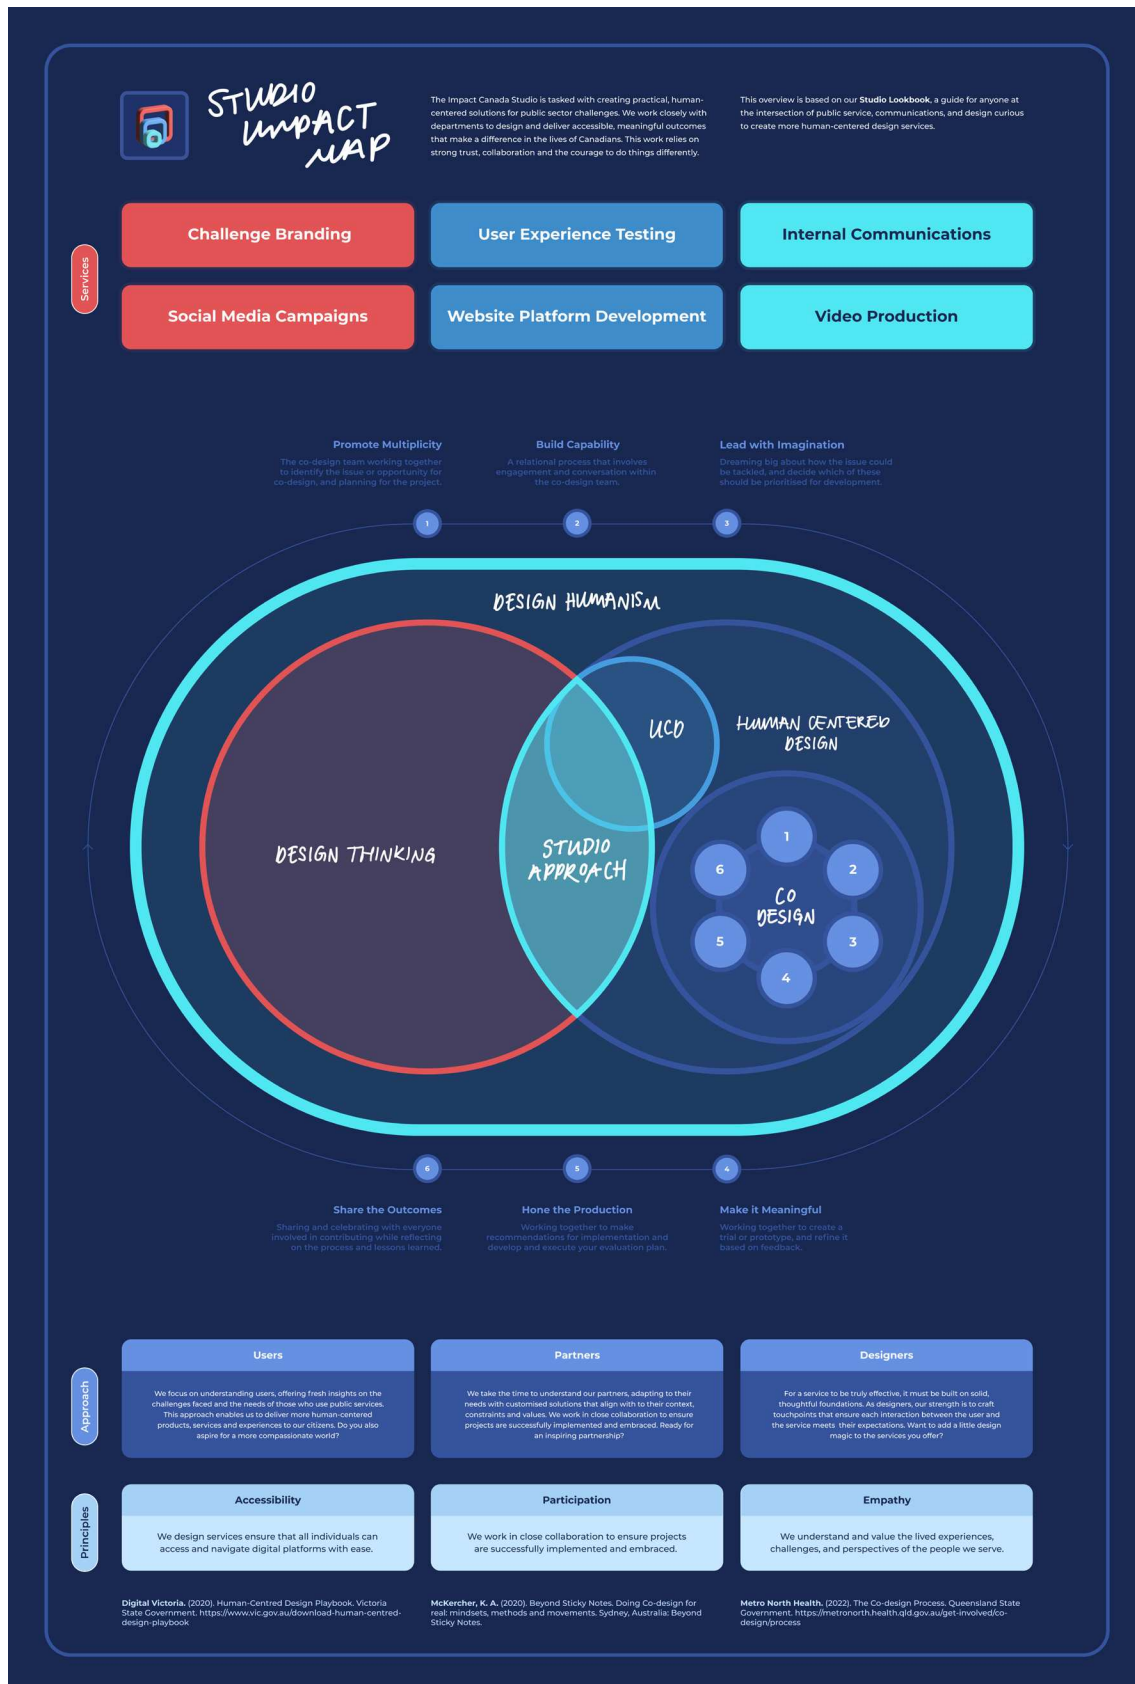 STUDIO
IMPACT
MAP
The Impact Canada Studio is tasked with creating practical, human-
centered solutions for public sector challenges. We work closely with
departments to design and deliver accessible, meaningful outcomes
that make a difference in the lives of Canadians. This work relies on
strong trust, collaboration and the courage to do things differently.
This overview is based on our Studio Lookbook, a guide for anyone at
the intersection of public service, communications, and design curious
to create more human-centered design services.
Services
Challenge Branding
User Experience Testing
Internal Communications
Social Media Campaigns
Website Platform Development
Video Production
Promote Multiplicity
The co-design team working together
to identify the issue or opportunity for
co-design, and planning for the project.
Build Capability
A relational process that involves
engagement and conversation within
the co-design team.
Lead with Imagination
Dreaming big about how the issue could
be tackled, and decide which of these
should be prioritised for development.
1
2
3
DESIGN HUMANISM
UCD
HUMAN CENTERED
DESIGN
DESIGN THINKING
STUDIO
APPROACH
1
6
2
CO
DESIGN
5
3
4
6
5
4
Share the Outcomes
Sharing and celebrating with everyone
involved in contributing while reflecting
on the process and lessons learned.
Hone the Production
Working together to make
recommendations for implementation and
develop and execute your evaluation plan.
Make it Meaningful
Working together to create a
trial or prototype, and refine it
based on feedback.
Approach
Users
We focus on understanding users, offering fresh insights on the
challenges faced and the needs of those who use public services.
This approach enables us to deliver more human-centered
products, services and experiences to our citizens. Do you also
aspire for a more compassionate world?
Partners
We take the time to understand our partners, adapting to their
needs with customised solutions that align with to their context,
constraints and values. We work in close collaboration to ensure
projects are successfully implemented and embraced. Ready for
an inspiring partnership?
Designers
For a service to be truly effective, it must be built on solid,
thoughtful foundations. As designers, our strength is to craft
touchpoints that ensure each interaction between the user and
the service meets their expectations. Want to add a little design
magic to the services you offer?
Principles
Accessibility
We design services ensure that all individuals can
access and navigate digital platforms with ease.
Participation
We work in close collaboration to ensure projects
are successfully implemented and embraced.
Empathy
We understand and value the lived experiences,
challenges, and perspectives of the people we serve.
Digital Victoria. (2020). Human-Centred Design Playbook. Victoria
State Government. https://www.vic.gov.au/download-human-centred-
design-playbook
McKercher, K. A. (2020). Beyond Sticky Notes. Doing Co-design for
real: mindsets, methods and movements. Sydney, Australia: Beyond
Sticky Notes.
Metro North Health. (2022). The Co-design Process. Queensland State
Government. https://metronorth.health.qld.gov.au/get-involved/co-
design/process